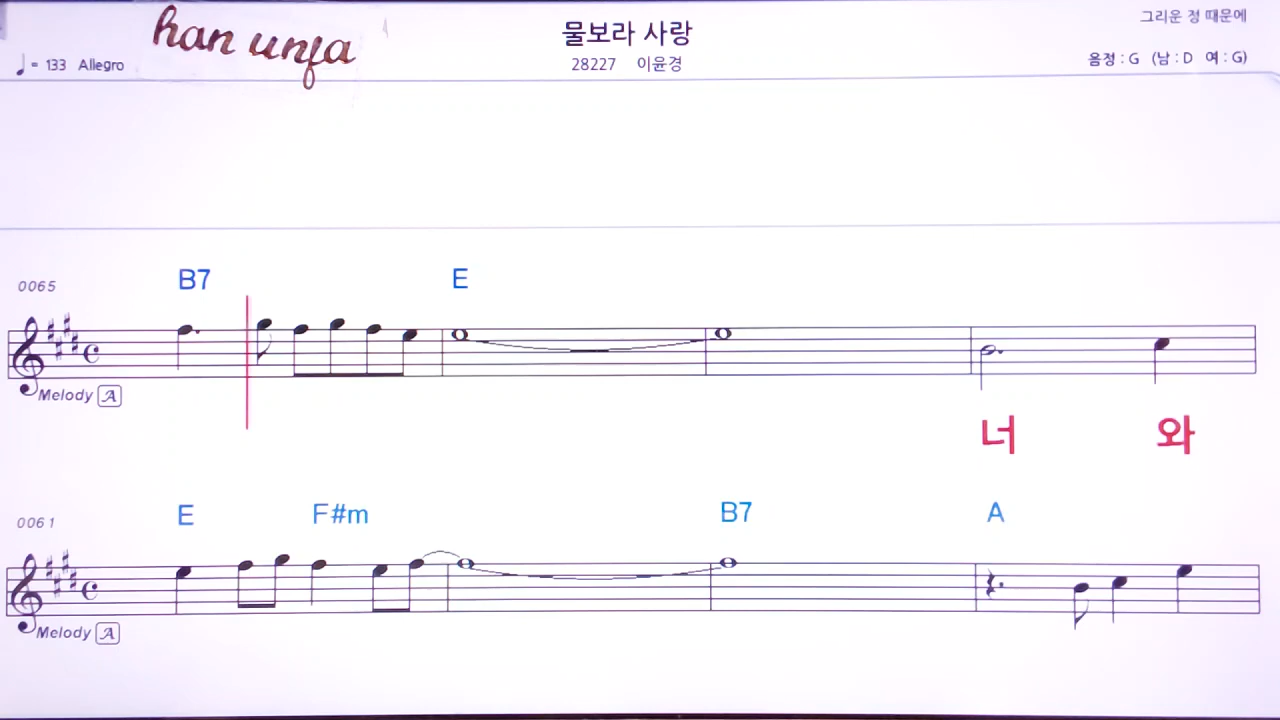 han unja
물보라 사랑
그리운 정 때문에
♩= 133 Allegro
28227 이윤경
음정 : G (남 : D 여 : G)
0065
B7 E
Melody A
너 와
0061
E F#m B7 A
Melody A